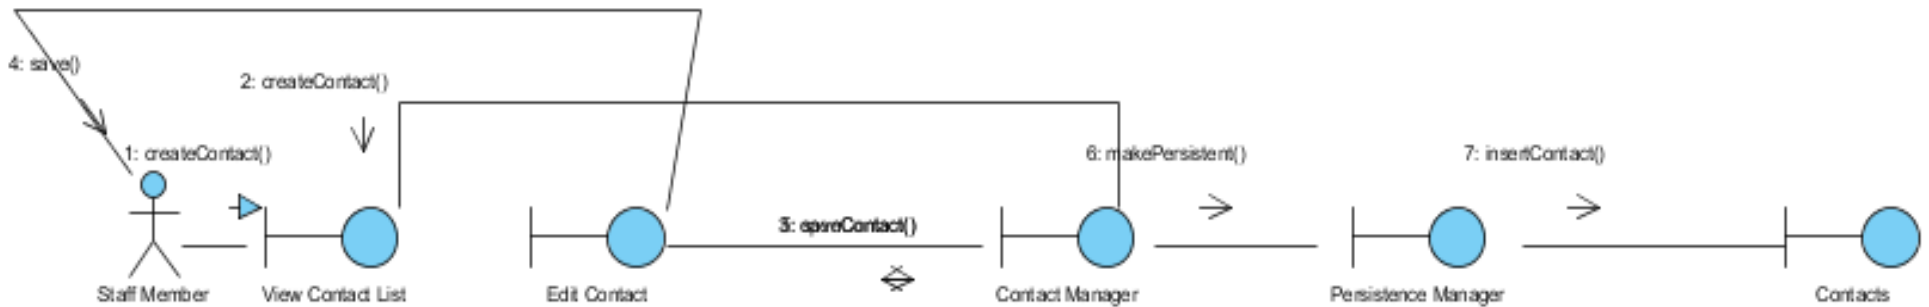 4: save()
2: createContact()
1: createContact()
6: makePersistent()
7: insertContact()
Staff Member
View Contact List
Edit Contact
Contact Manager
Persistence Manager
Contacts